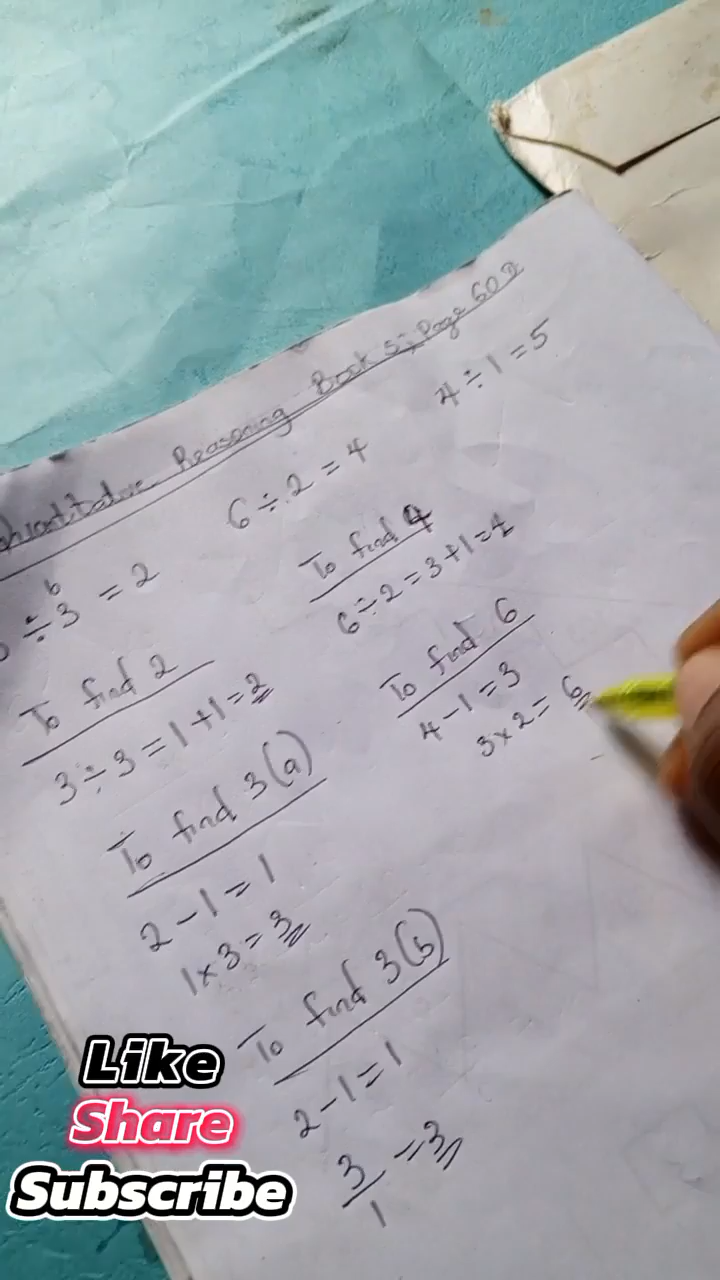 Quantitative Reasoning Book 5; Page 60
÷ 3 = 2
b
6 ÷ 2 = 4
4 ÷ 1 = 5
To find 2
3 ÷ 3 = 1 + 1 = 2
To find 3(a)
2 - 1 = 1
1 × 3 = 3
To find 3(b)
2 - 1 = 1
3/1 = 3
To find 4
6 ÷ 2 = 3 + 1 = 4
To find 6
4 - 1 = 3
3 × 2 = 6
Like
Share
Subscribe